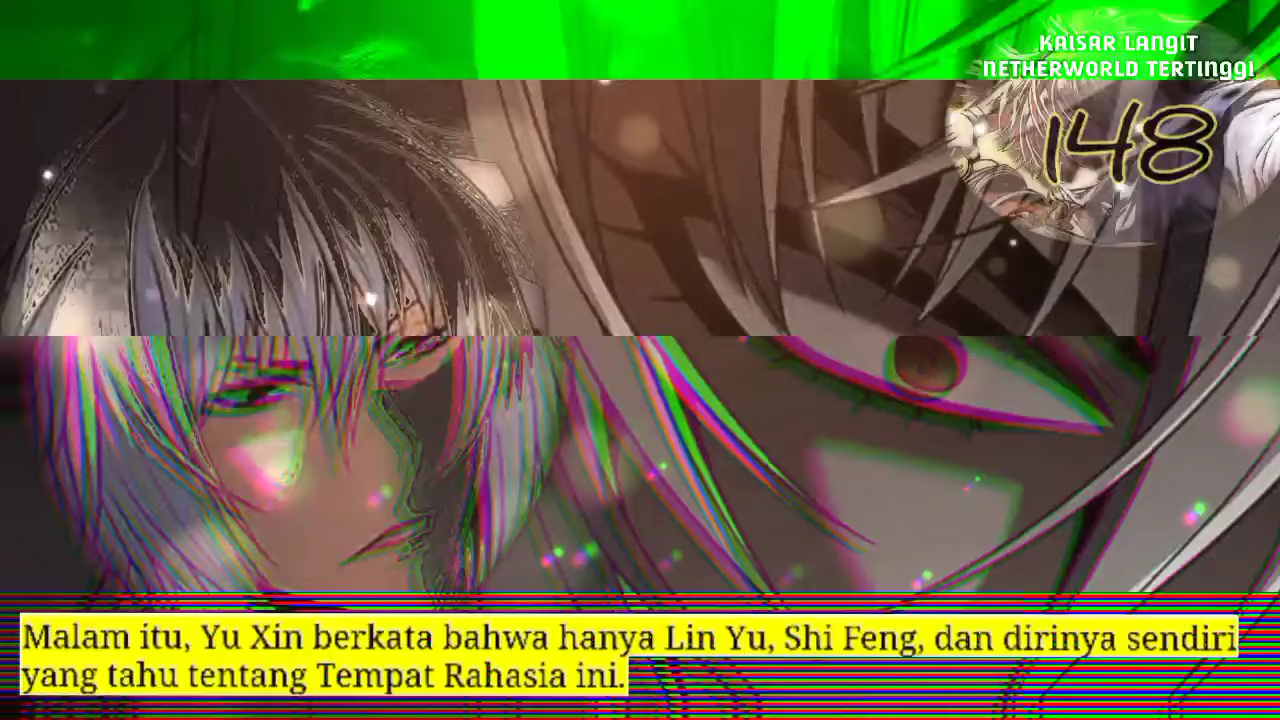 KAISAR LANGIT
NETHERWORLD TERTINGGI
148
Malam itu, Yu Xin berkata bahwa hanya Lin Yu, Shi Feng, dan dirinya sendiri
yang tahu tentang Tempat Rahasia ini.